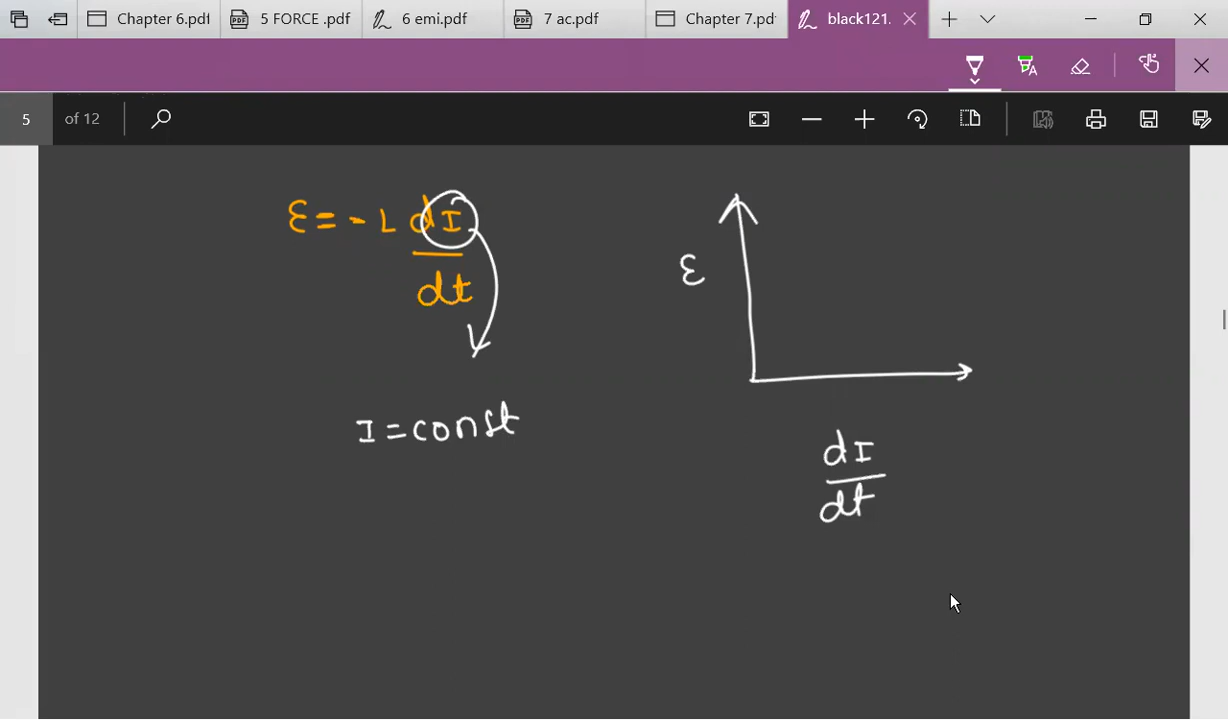 Chapter 6.pdf
5 FORCE .pdf
6 emi.pdf
7 ac.pdf
Chapter 7.pd
black121.
5 of 12
ε = - L dI
dt
I = const
ε
dI
dt